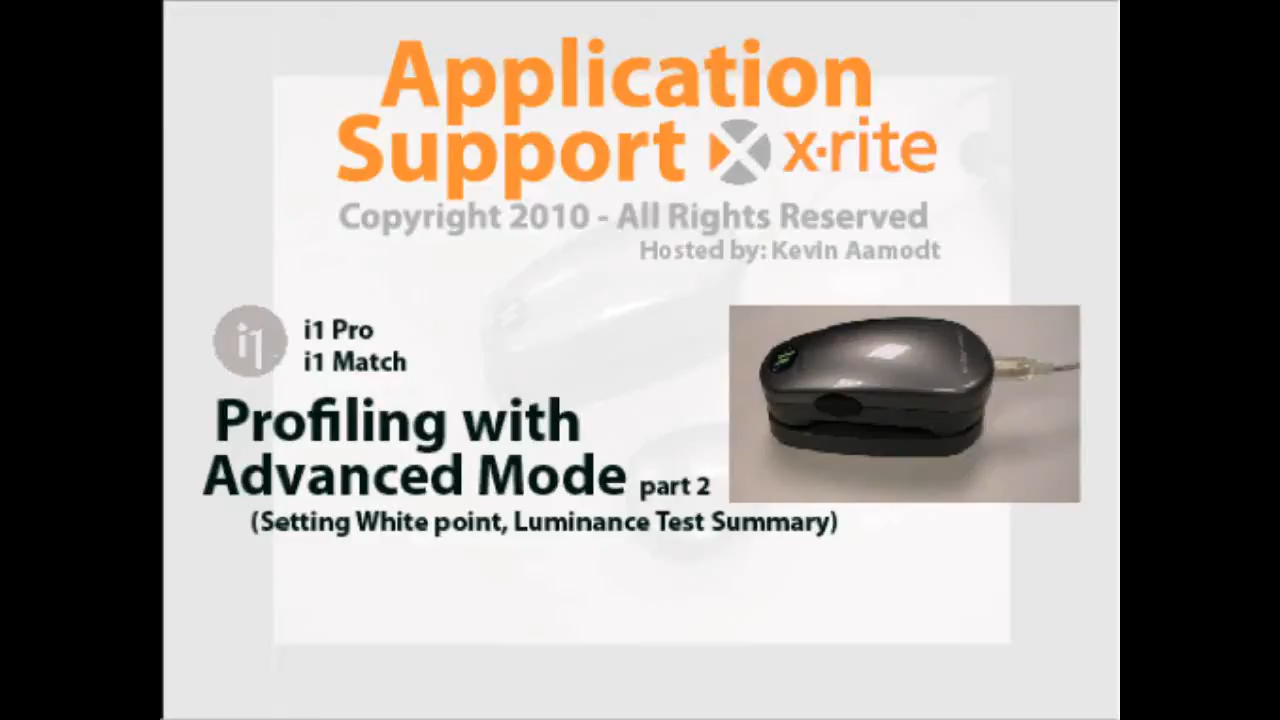 Application
Support x·rite
Copyright 2010 - All Rights Reserved
Hosted by: Kevin Aamodt
i1
i1 Pro
i1 Match
Profiling with
Advanced Mode part 2
(Setting White point, Luminance Test Summary)